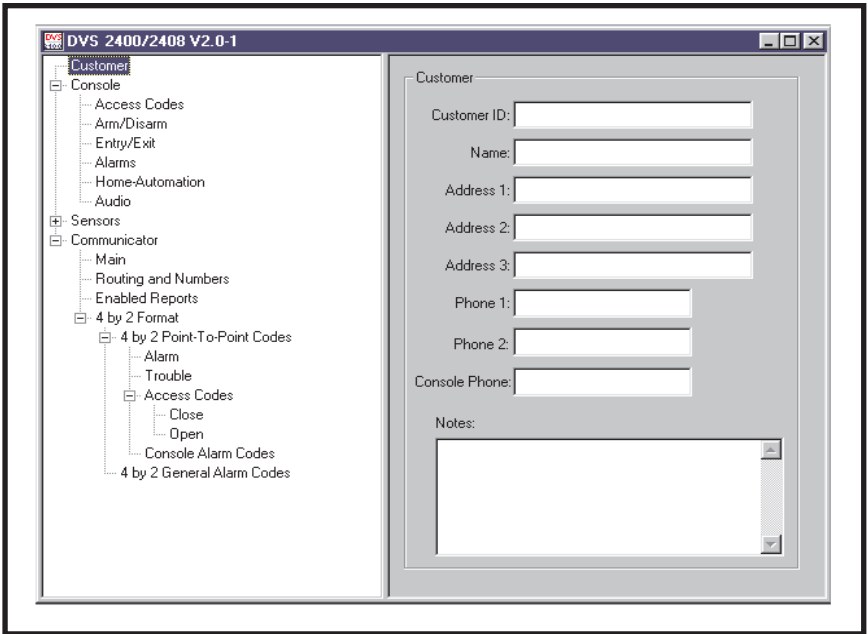 DVS 2400/2408 V2.0-1
Customer
Console
Access Codes
Arm/Disarm
Entry/Exit
Alarms
Home-Automation
Audio
Sensors
Communicator
Main
Routing and Numbers
Enabled Reports
4 by 2 Format
4 by 2 Point-To-Point Codes
Alarm
Trouble
Access Codes
Close
Open
Console Alarm Codes
4 by 2 General Alarm Codes
Customer
Customer ID:
Name:
Address 1:
Address 2:
Address 3:
Phone 1:
Phone 2:
Console Phone:
Notes: